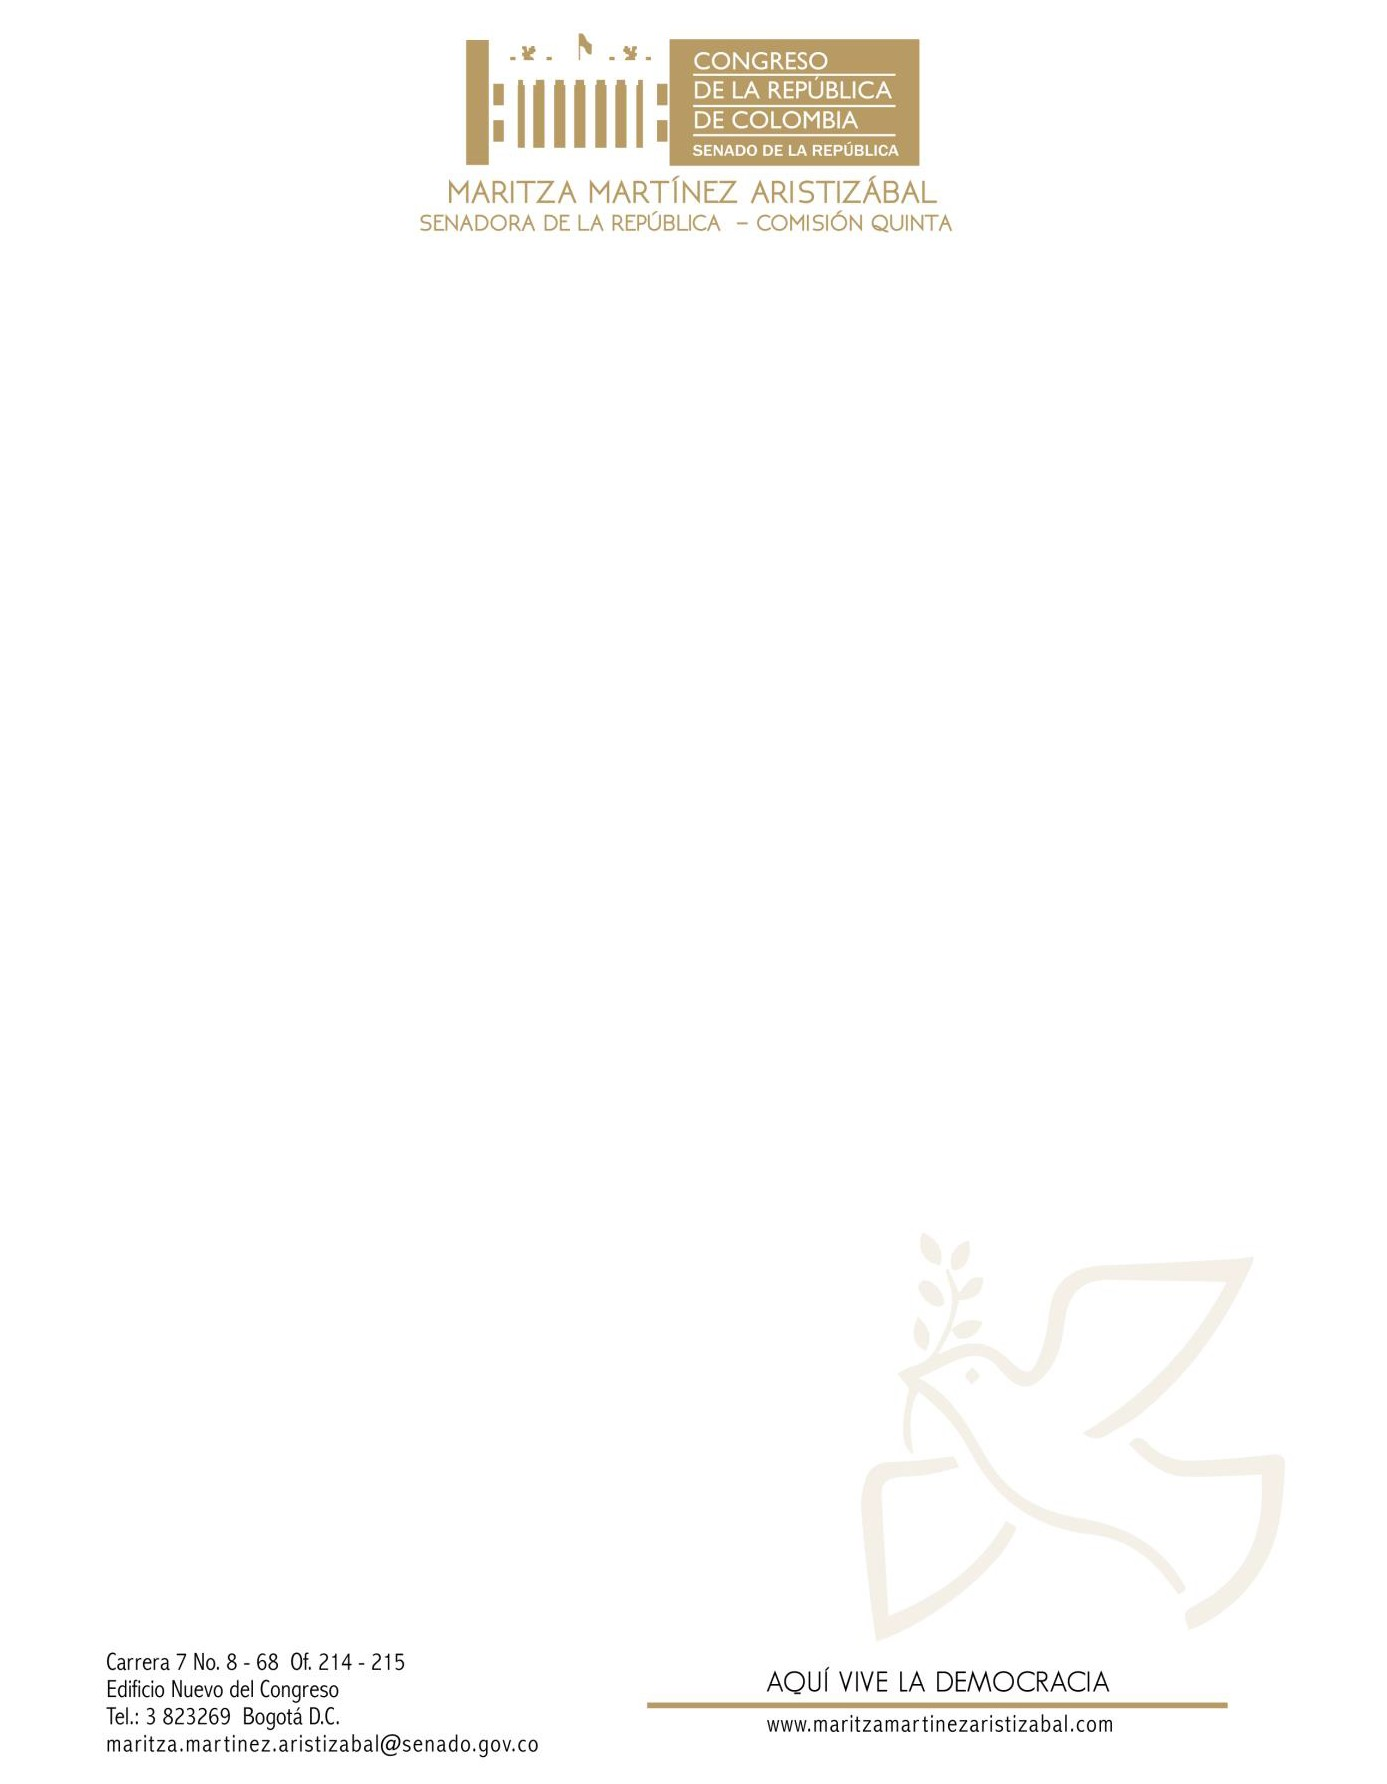 CONGRESO
DE LA REPÚBLICA
DE COLOMBIA
SENADO DE LA REPÚBLICA
MARITZA MARTÍNEZ ARISTIZÁBAL
SENADORA DE LA REPÚBLICA – COMISIÓN QUINTA
Carrera 7 No. 8 - 68 Of. 214 - 215
Edificio Nuevo del Congreso
Tel.: 3 823269 Bogotá D.C.
maritza.martinez.aristizabal@senado.gov.co
AQUÍ VIVE LA DEMOCRACIA
www.maritzamartinezaristizabal.com